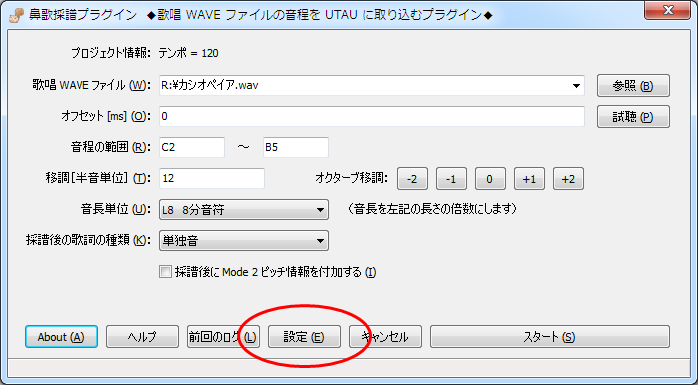 鼻歌採譜プラグイン ◆歌唱 WAVE ファイルの音程を UTAU に取り込むプラグイン◆
プロジェクト情報: テンポ = 120
歌唱 WAVE ファイル (W): R:¥カシオペイア.wav 参照 (B)
オフセット [ms] (O): 0 試聴 (P)
音程の範囲 (R): C2 ～ B5
移調[半音単位] (T): 12 オクターブ移調: -2 -1 0 +1 +2
音長単位 (U): L8 8分音符 （音長を左記の長さの倍数にします）
採譜後の歌詞の種類 (K): 単独音
採譜後に Mode 2 ピッチ情報を付加する (I)
About (A) ヘルプ 前回のログ (L) 設定 (E) キャンセル スタート (S)